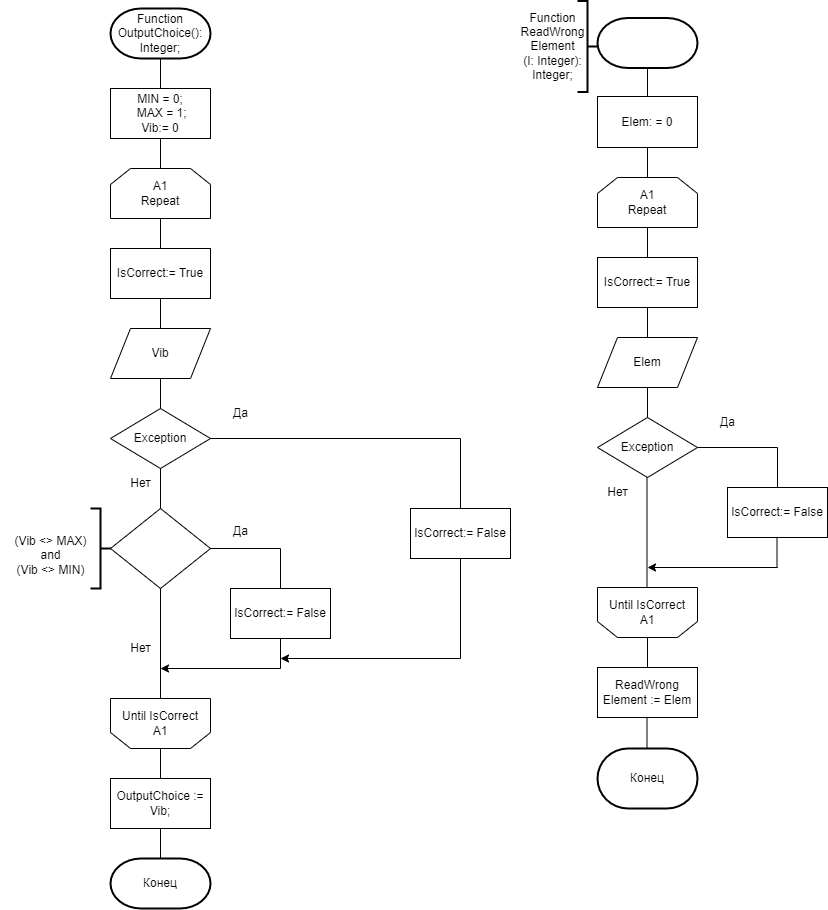 Function
OutputChoice():
Integer;
MIN = 0;
MAX = 1;
Vib:= 0
A1
Repeat
IsCorrect:= True
Vib
Exception
Да
Нет
(Vib <> MAX)
and
(Vib <> MIN)
Да
IsCorrect:= False
IsCorrect:= False
Нет
Until IsCorrect
A1
OutputChoice :=
Vib;
Конец
Function
ReadWrong
Element
(I: Integer):
Integer;
Elem: = 0
A1
Repeat
IsCorrect:= True
Elem
Exception
Да
Нет
IsCorrect:= False
Until IsCorrect
A1
ReadWrong
Element := Elem
Конец